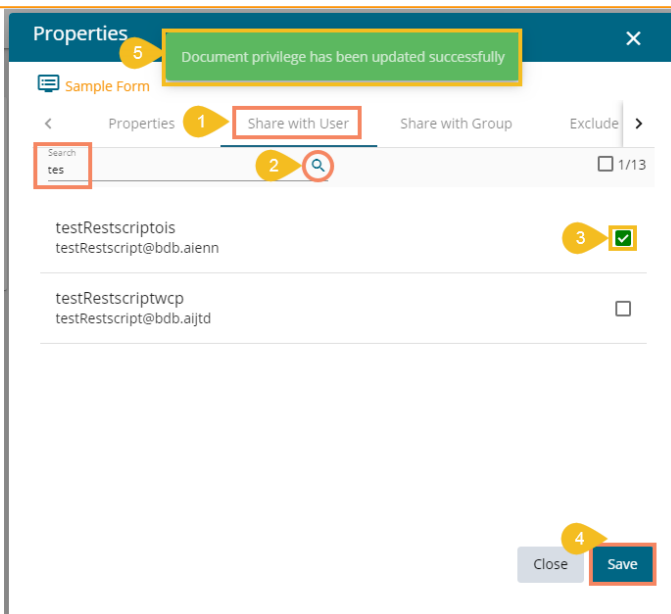 Properties
5
Document privilege has been updated successfully
Sample Form
Properties 1 Share with User Share with Group Exclude
Search
tes 2 1/13
testRestscriptois
testRestscript@bdb.aienn 3
testRestscriptwcp
testRestscript@bdb.aijtd
4
Close Save